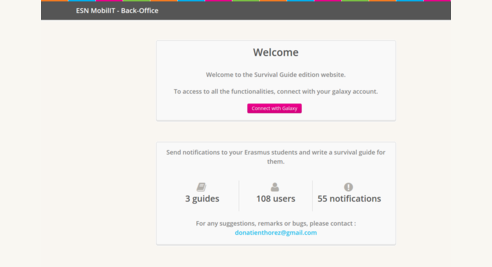 ESN MobilIT - Back-Office
Welcome
Welcome to the Survival Guide edition website.
To access to all the functionalities, connect with your galaxy account.
Connect with Galaxy
Send notifications to your Erasmus students and write a survival guide for
them.
3 guides
108 users
55 notifications
For any suggestions, remarks or bugs, please contact :
donatienthorez@gmail.com